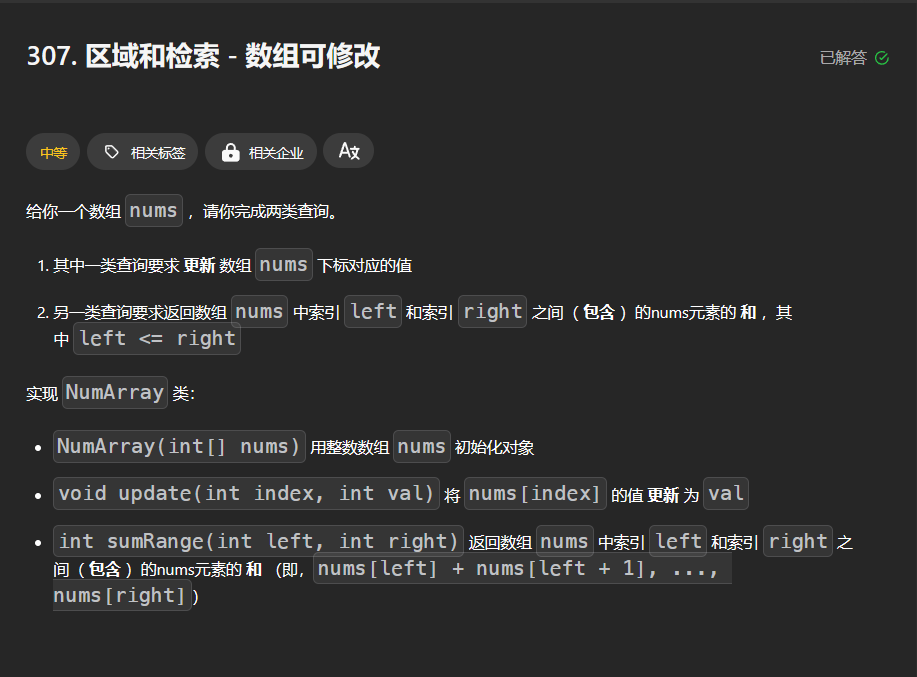 307. 区域和检索 - 数组可修改
已解答
中等 相关标签 相关企业
给你一个数组 nums ，请你完成两类查询。
1. 其中一类查询要求 更新 数组 nums 下标对应的值
2. 另一类查询要求返回数组 nums 中索引 left 和索引 right 之间（ 包含 ）的nums元素的 和 ，其
中 left <= right
实现 NumArray 类：
• NumArray(int[] nums) 用整数数组 nums 初始化对象
• void update(int index, int val) 将 nums[index] 的值 更新 为 val
• int sumRange(int left, int right) 返回数组 nums 中索引 left 和索引 right 之
间（ 包含 ）的nums元素的 和 （即，nums[left] + nums[left + 1], ...,
nums[right]）